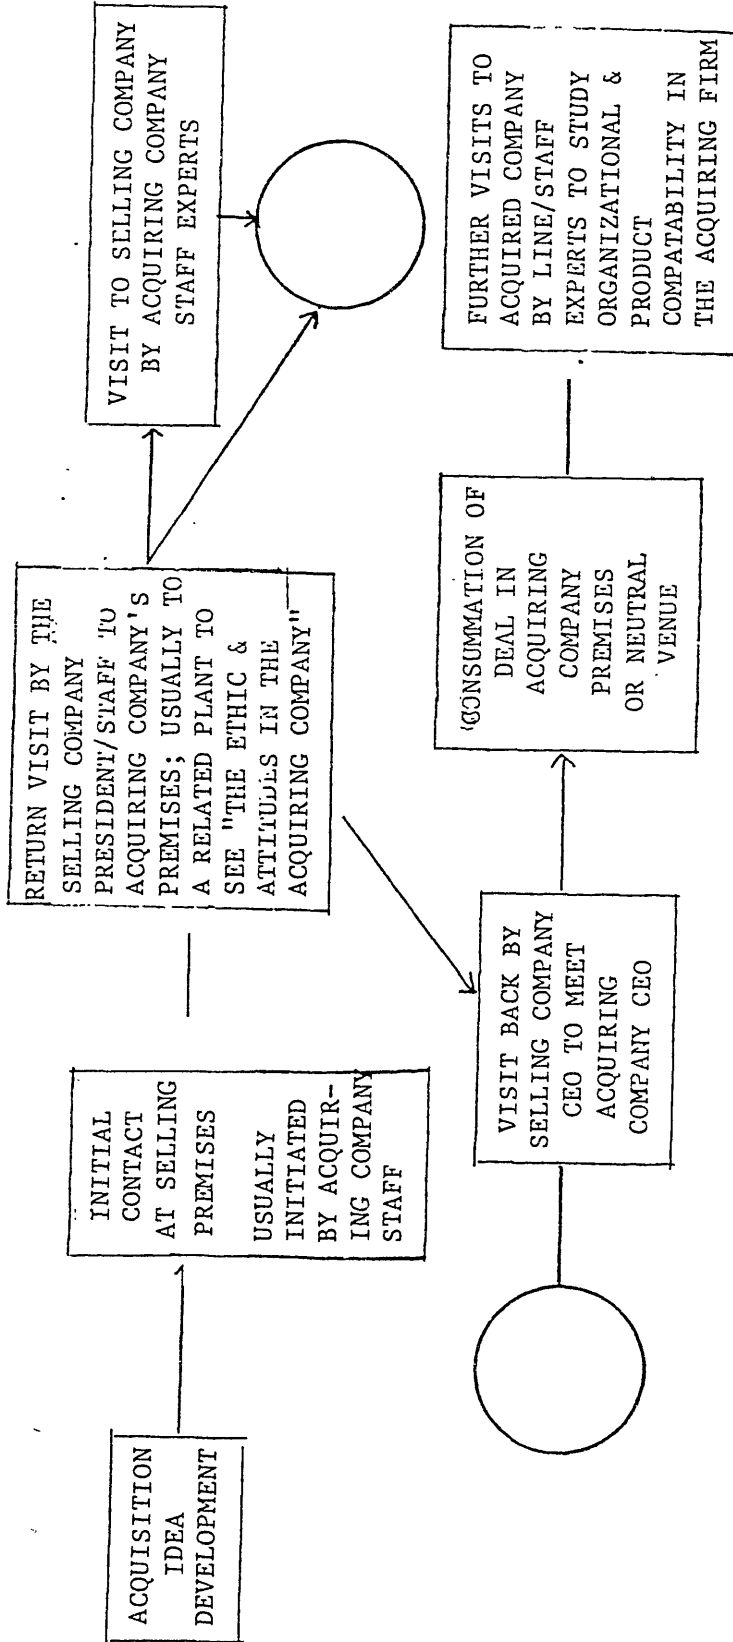 ACQUISITION
IDEA
DEVELOPMENT
INITIAL
CONTACT
AT SELLING
PREMISES
USUALLY
INITIATED
BY ACQUIR-
ING COMPANY
STAFF
RETURN VISIT BY THE
SELLING COMPANY
PRESIDENT/STAFF TO
ACQUIRING COMPANY'S
PREMISES; USUALLY TO
A RELATED PLANT TO
SEE "THE ETHIC &
ATTITUDES IN THE
ACQUIRING COMPANY"
VISIT TO SELLING COMPANY
BY ACQUIRING COMPANY
STAFF EXPERTS
VISIT BACK BY
SELLING COMPANY
CEO TO MEET
ACQUIRING
COMPANY CEO
CONSUMMATION OF
DEAL IN
ACQUIRING
COMPANY
PREMISES
OR NEUTRAL
VENUE
FURTHER VISITS TO
ACQUIRED COMPANY
BY LINE/STAFF
EXPERTS TO STUDY
ORGANIZATIONAL &
PRODUCT
COMPATABILITY IN
THE ACQUIRING FIRM